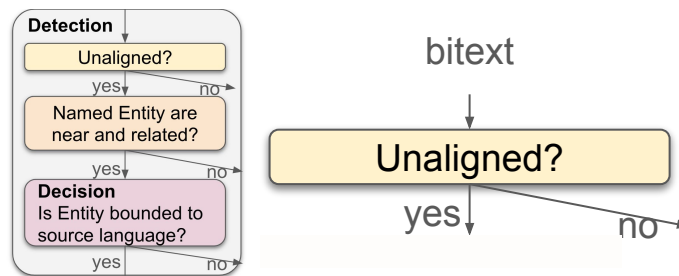 Detection
Unaligned?
yes
no
Named Entity are
near and related?
yes
no
Decision
Is Entity bounded to
source language?
yes
no
bitext
Unaligned?
yes
no